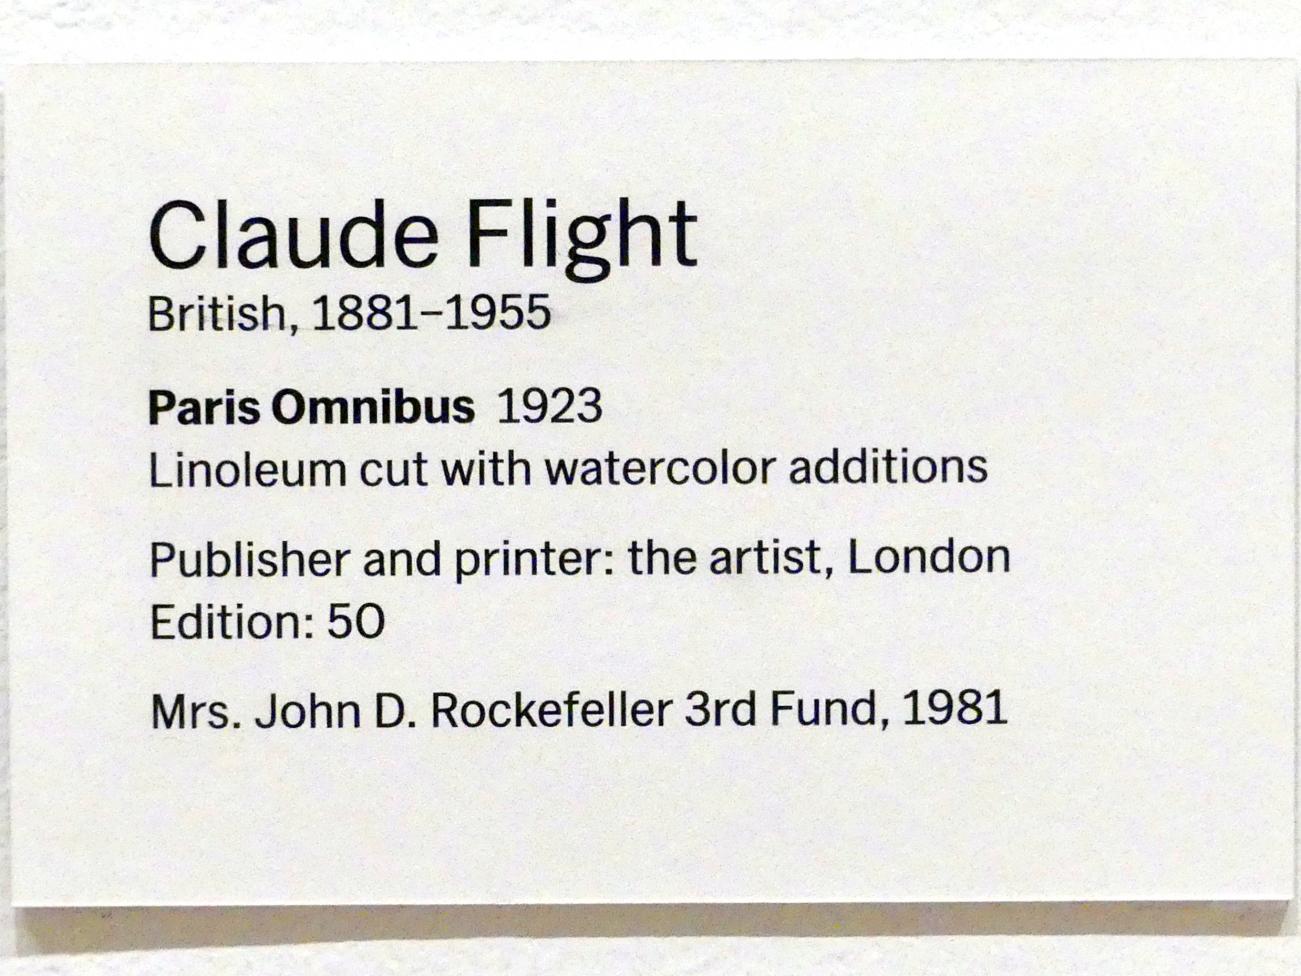 Claude Flight
British, 1881–1955
Paris Omnibus 1923
Linoleum cut with watercolor additions
Publisher and printer: the artist, London
Edition: 50
Mrs. John D. Rockefeller 3rd Fund, 1981